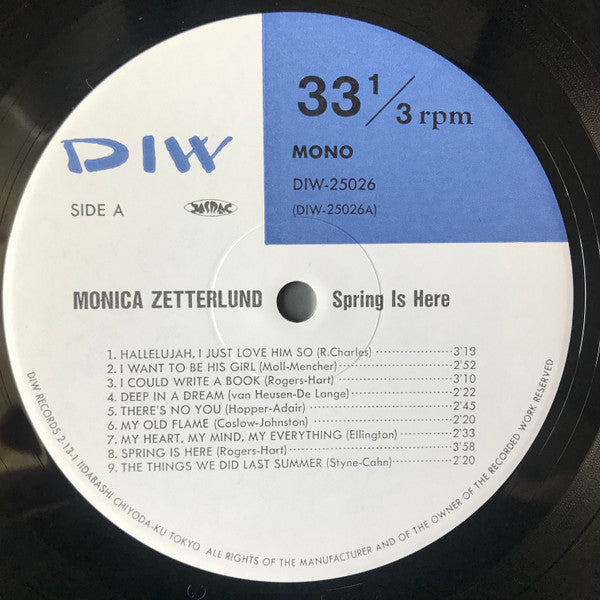 33 1/3 rpm
MONO
DIW-25026
(DIW-25026A)
DIW
SIDE A
JASRAC
MONICA ZETTERLUND
Spring Is Here
1. HALLELUJAH, I JUST LOVE HIM SO (R.Charles) 3'13
2. I WANT TO BE HIS GiRL (Moll-Mencher) 2'52
3. I COULD WRITE A BOOK (Rogers-Hart) 3'10
4. DEEP IN A DREAM (van Heusen-De Lange) 2'22
5. THERE'S NO YOU (Hopper-Adair) 2'45
6. MY OLD FLAME (Coslow-Johnston) 2'20
7. MY HEART, MY MIND, MY EVERYTHING (Ellington) 2'33
8. SPRING IS HERE (Rogers-Hart) 3'58
9. THE THINGS WE DID LAST SUMMER (Styne-Cahn) 2'20
DIW RECORDS 2-13-1 IIDABASHI CHIYODA-KU TOKYO ALL RIGHTS OF THE MANUFACTURER AND OF THE OWNER OF THE RECORDED WORK RESERVED